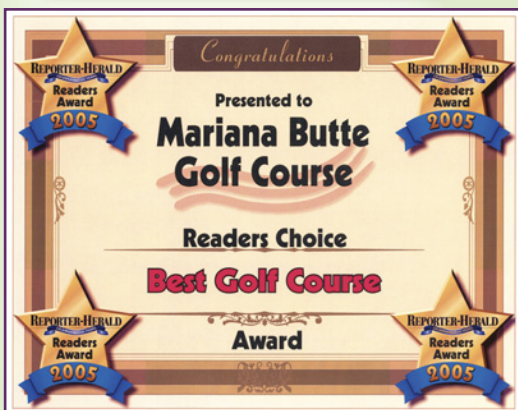 Congratulations
REPORTER-HERALD
Readers
Award
2005
REPORTER-HERALD
Readers
Award
2005
Presented to
Mariana Butte
Golf Course
Readers Choice
Best Golf Course
Award
REPORTER-HERALD
Readers
Award
2005
REPORTER-HERALD
Readers
Award
2005